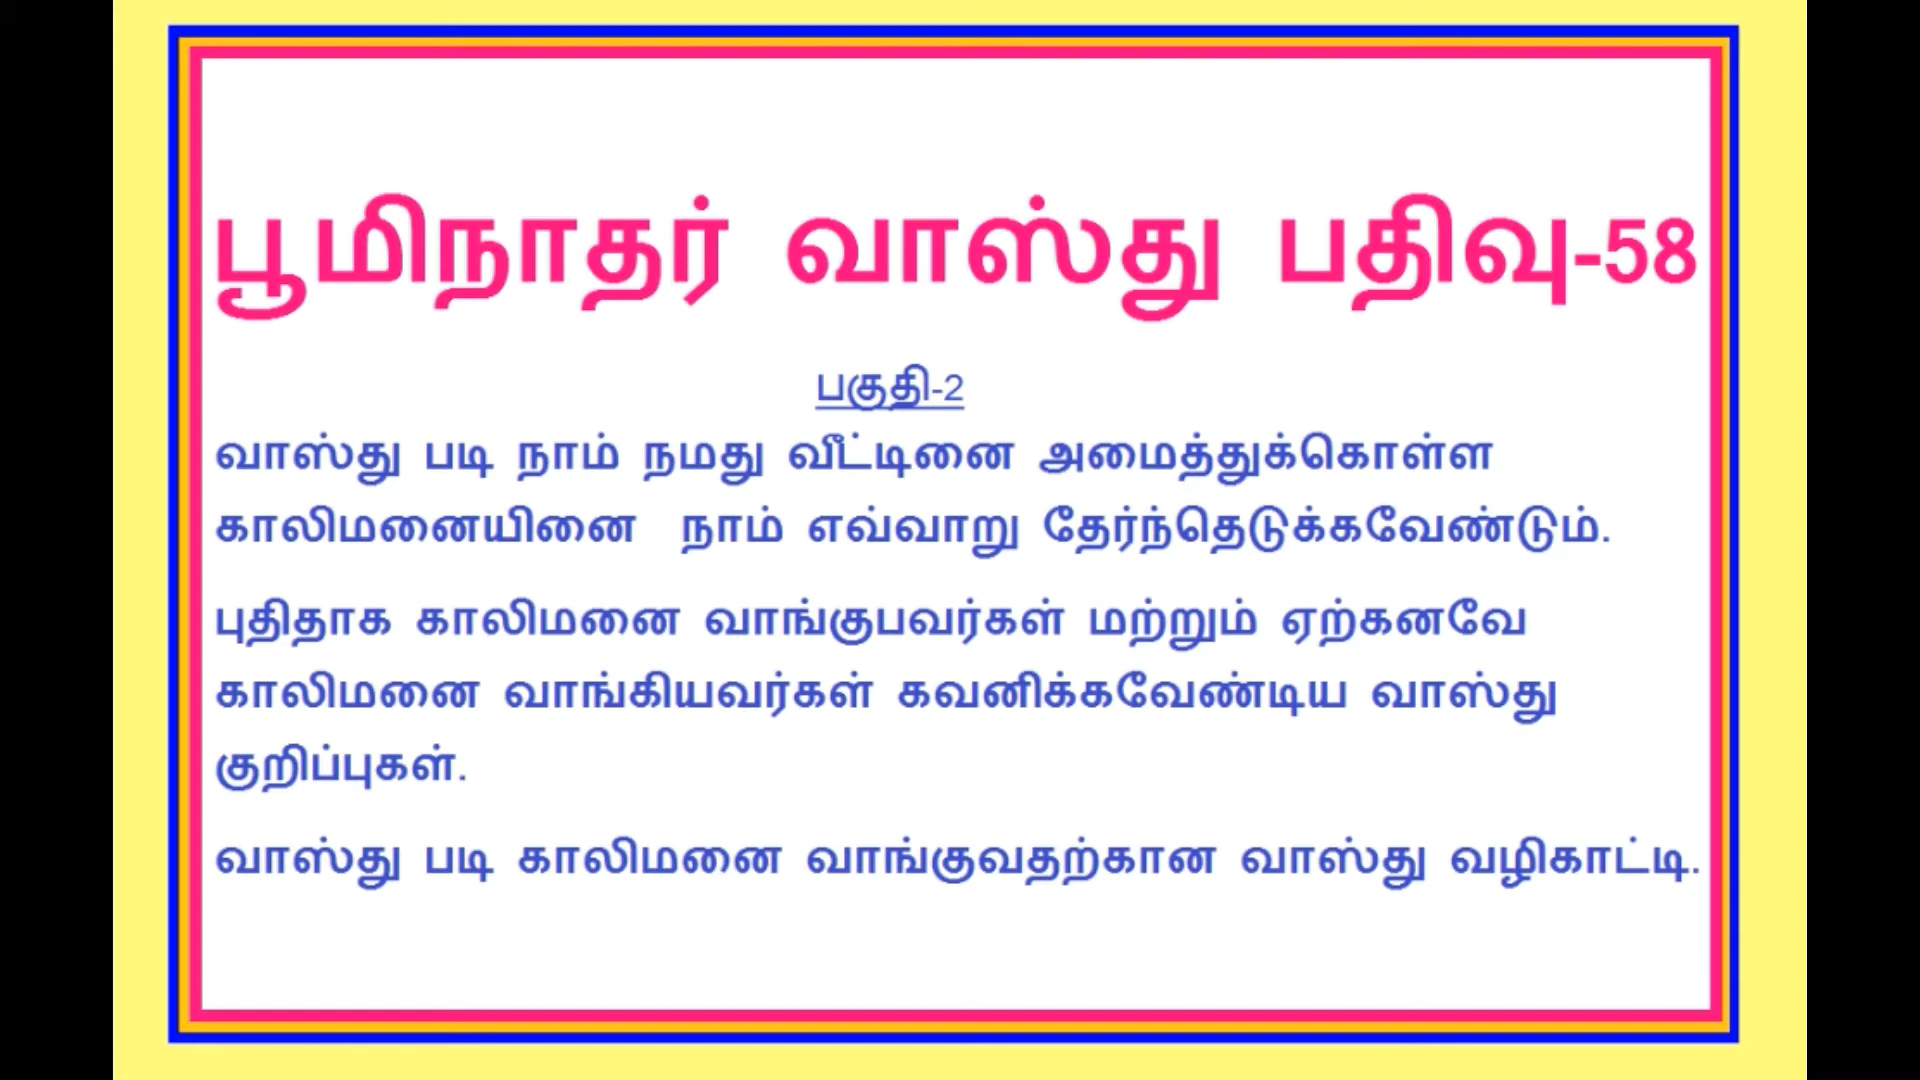 பூமிநாதர் வாஸ்து பதிவு-58
பகுதி-2
வாஸ்து படி நாம் நமது வீட்டினை அமைத்துக்கொள்ள
காலிமனையினை நாம் எவ்வாறு தேர்ந்தெடுக்கவேண்டும்.
புதிதாக காலிமனை வாங்குபவர்கள் மற்றும் ஏற்கனவே
காலிமனை வாங்கியவர்கள் கவனிக்கவேண்டிய வாஸ்து
குறிப்புகள்.
வாஸ்து படி காலிமனை வாங்குவதற்கான வாஸ்து வழிகாட்டி.